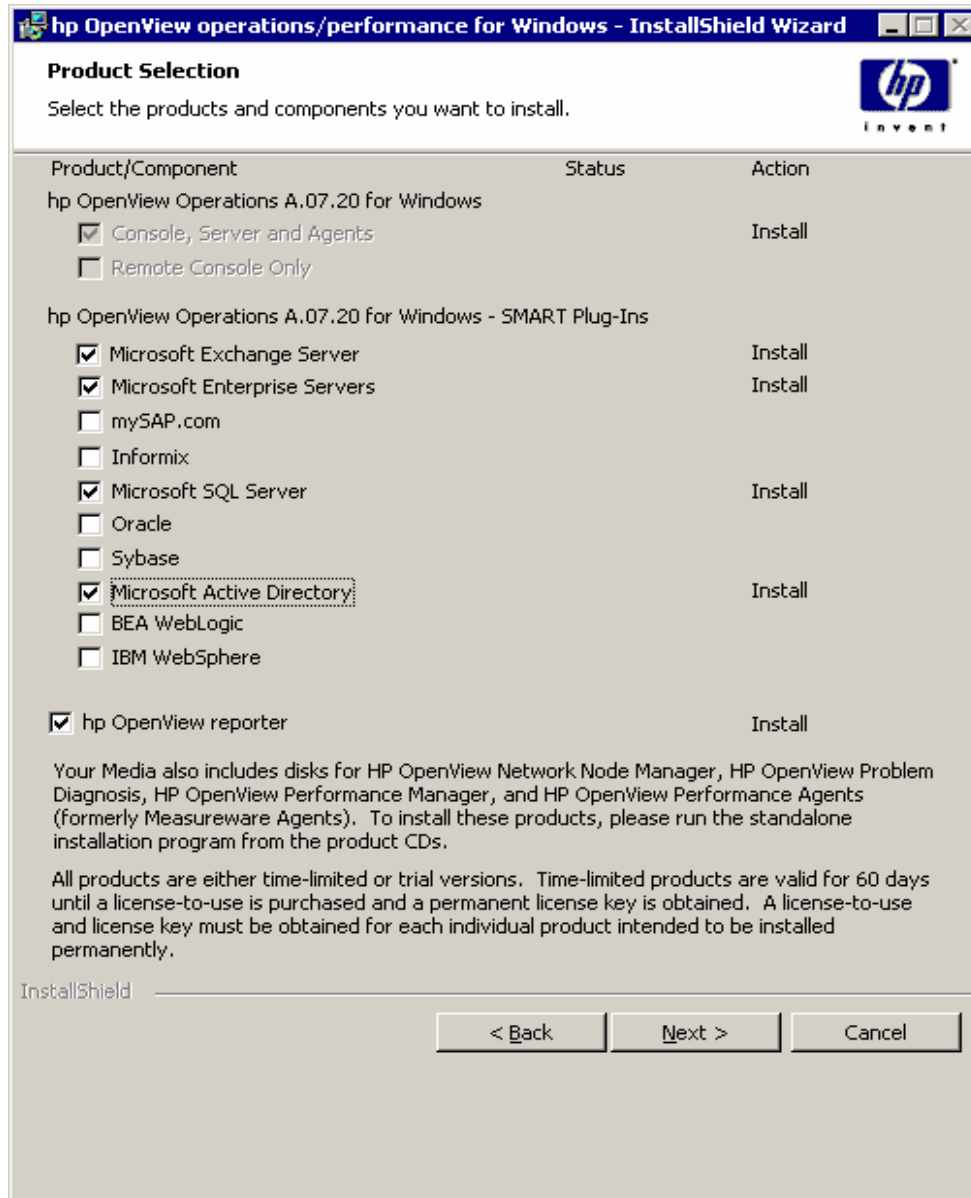 hp OpenView operations/performance for Windows - InstallShield Wizard
Product Selection
Select the products and components you want to install.
hp
invent
Product/Component Status Action
hp OpenView Operations A.07.20 for Windows
Console, Server and Agents Install
Remote Console Only
hp OpenView Operations A.07.20 for Windows - SMART Plug-Ins
Microsoft Exchange Server Install
Microsoft Enterprise Servers Install
mySAP.com
Informix
Microsoft SQL Server Install
Oracle
Sybase
Microsoft Active Directory Install
BEA WebLogic
IBM WebSphere
hp OpenView reporter Install
Your Media also includes disks for HP OpenView Network Node Manager, HP OpenView Problem
Diagnosis, HP OpenView Performance Manager, and HP OpenView Performance Agents
(formerly Measureware Agents). To install these products, please run the standalone
installation program from the product CDs.
All products are either time-limited or trial versions. Time-limited products are valid for 60 days
until a license-to-use is purchased and a permanent license key is obtained. A license-to-use
and license key must be obtained for each individual product intended to be installed
permanently.
InstallShield
< Back Next > Cancel